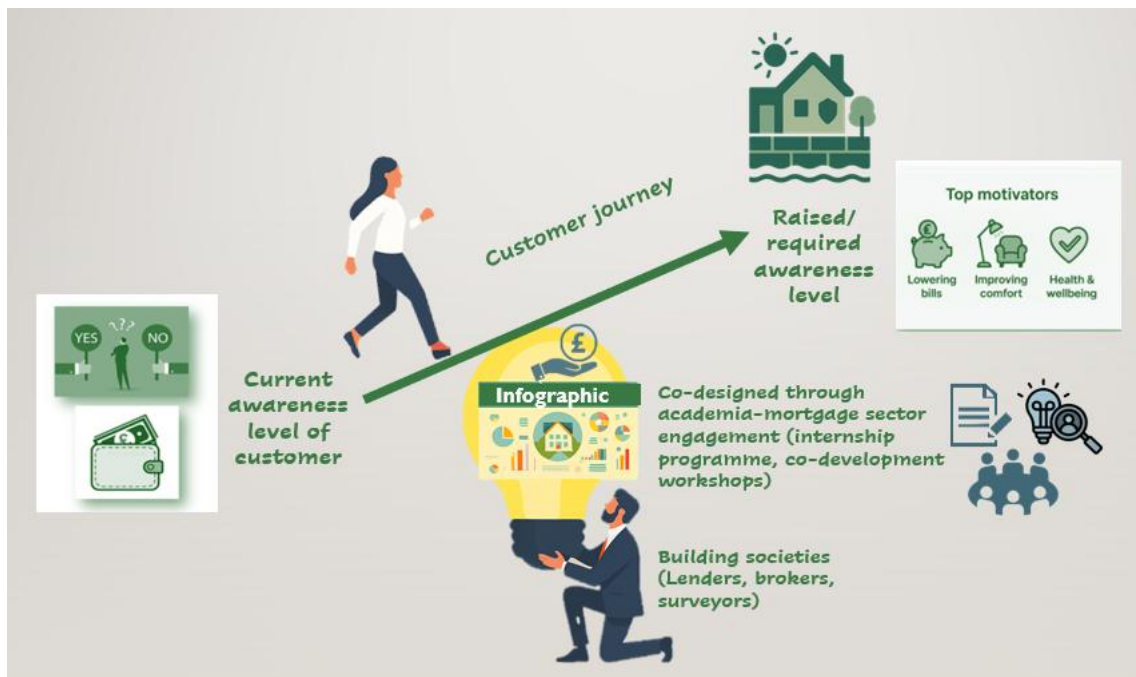 YES
???
NO
£
Current
awareness
level of
customer
Customer journey
£
Infographic
Raised/
required
awareness
level
Top motivators
£
Lowering
bills
Improving
comfort
Health &
wellbeing
Co-designed through
academia-mortgage sector
engagement (internship
programme, co-development
workshops)
Building societies
(Lenders, brokers,
surveyors)